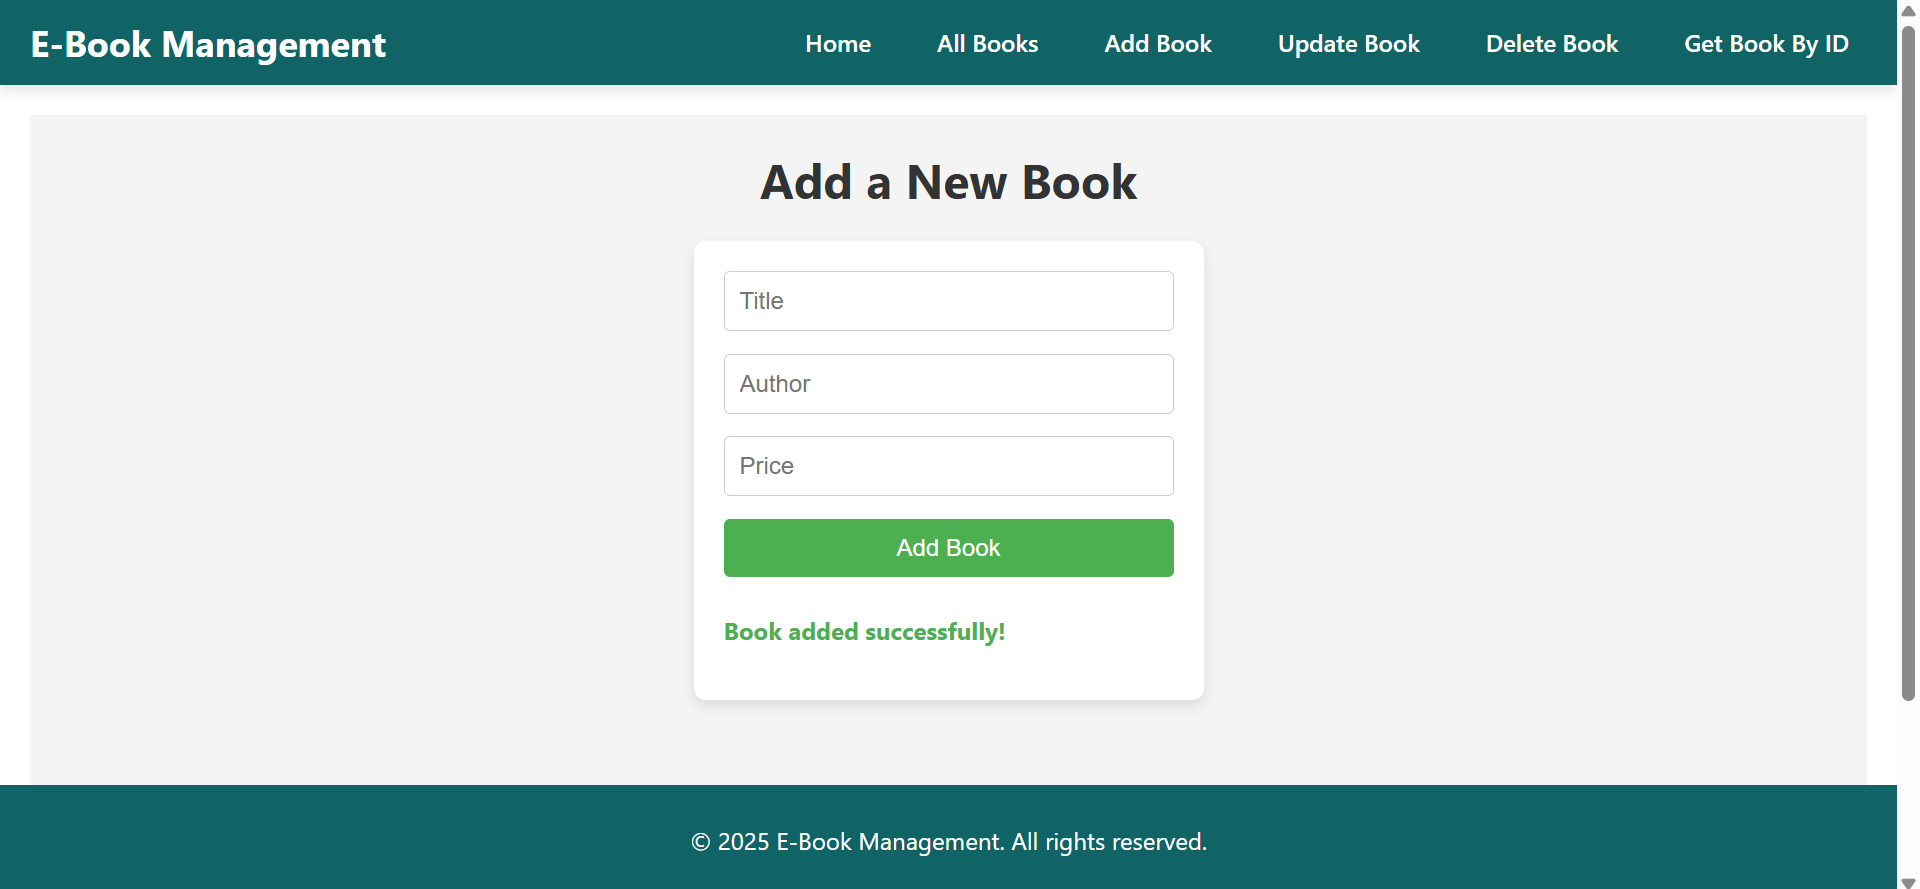 E-Book Management
Home All Books Add Book Update Book Delete Book Get Book By ID
Add a New Book
Title
Author
Price
Add Book
Book added successfully!
© 2025 E-Book Management. All rights reserved.